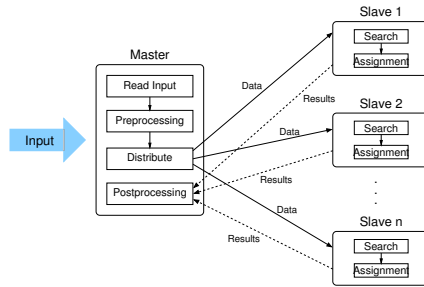 Input
Master
Read Input
Preprocessing
Distribute
Postprocessing
Data
Results
Data
Results
Data
Results
Slave 1
Search
Assignment
Slave 2
Search
Assignment
.
.
.
Slave n
Search
Assignment